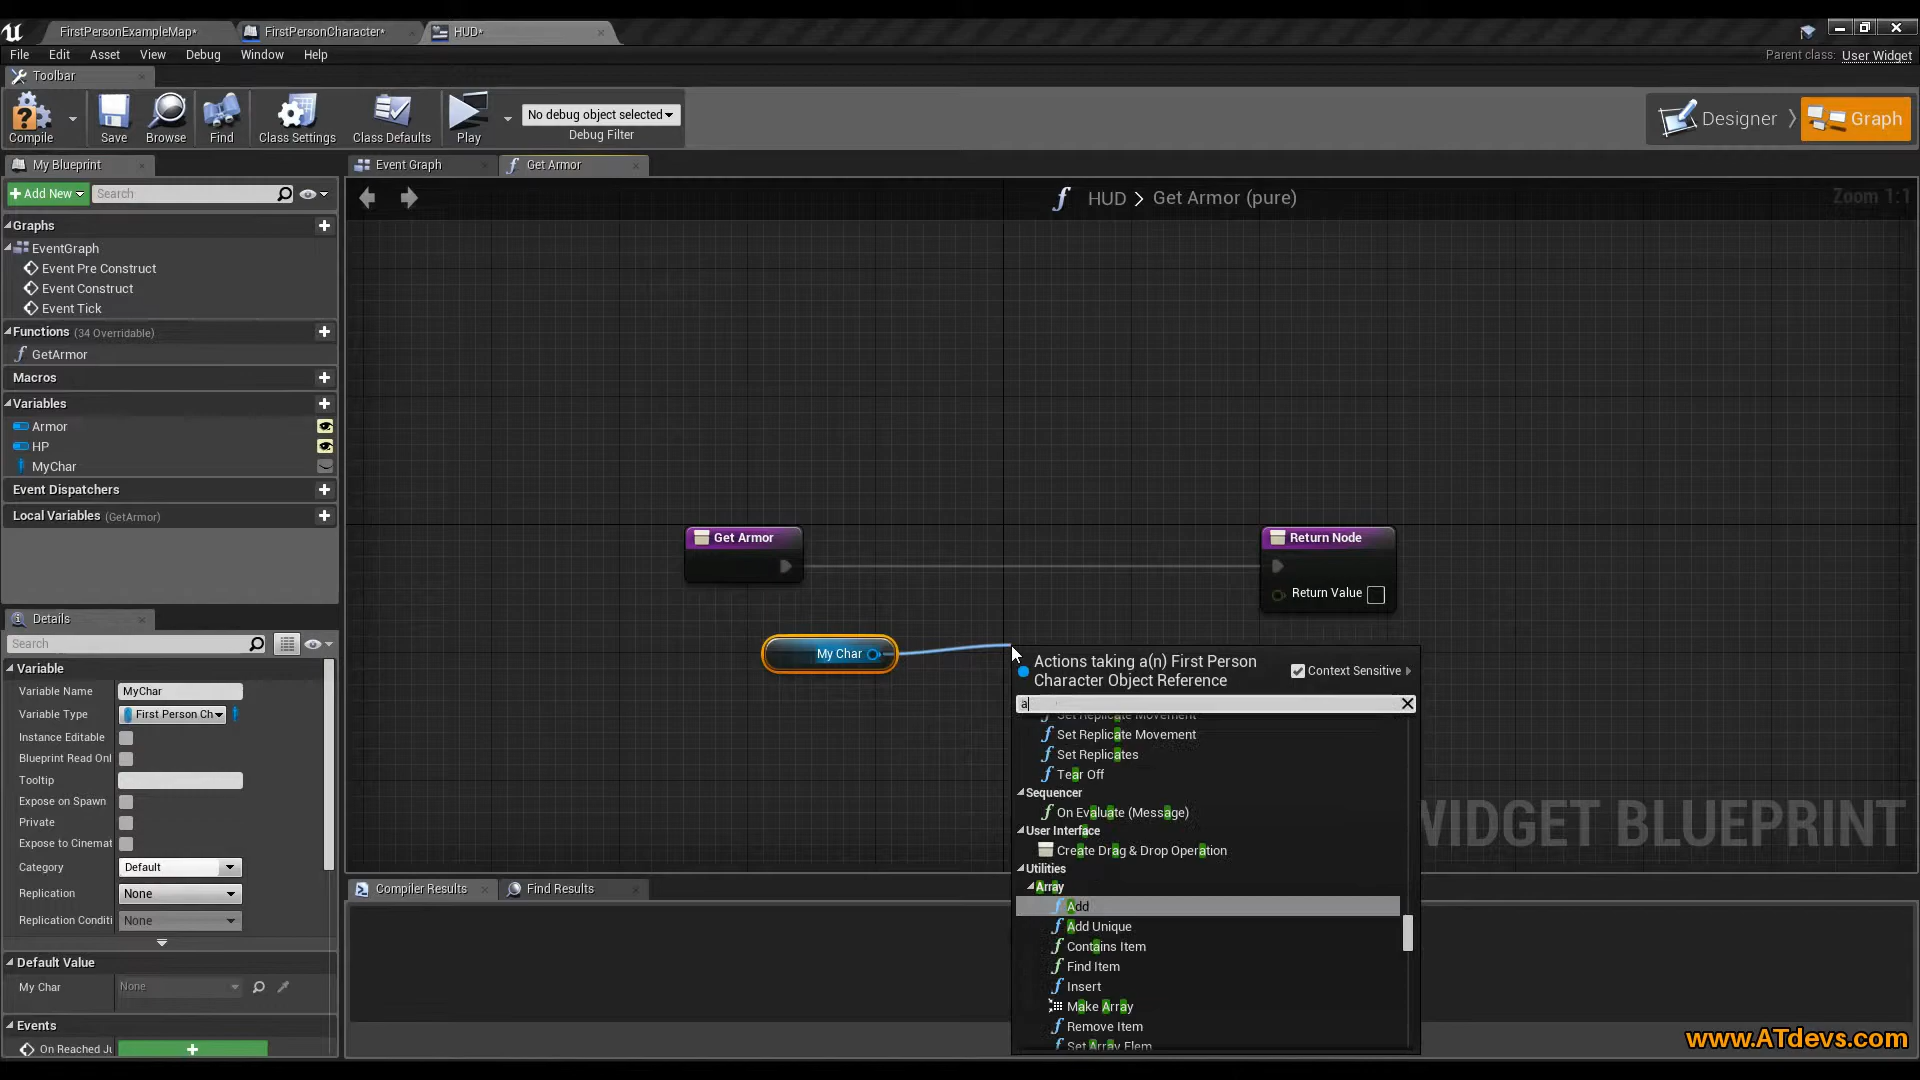 FirstPersonExampleMap*
FirstPersonCharacter*
HUD*
File Edit Asset View Debug Window Help
Parent class: User Widget
Toolbar
Compile
Save
Browse
Find
Class Settings
Class Defaults
Play
No debug object selected
Debug Filter
Designer
Graph
My Blueprint
Event Graph
Get Armor
Add New
Search
HUD > Get Armor (pure)
Zoom 1:1
Graphs
EventGraph
Event Pre Construct
Event Construct
Event Tick
Functions (34 Overridable)
GetArmor
Macros
Variables
Armor
HP
MyChar
Event Dispatchers
Local Variables (GetArmor)
Get Armor
Return Node
Return Value
My Char
Actions taking a(n) First Person
Character Object Reference
Context Sensitive
a
Set Replicate Movement
Set Replicate Movement
Set Replicates
Tear Off
Sequencer
On Evaluate (Message)
User Interface
Create Drag & Drop Operation
Utilities
Array
Add
Add Unique
Contains Item
Find Item
Insert
Make Array
Remove Item
Set Array Elem
WIDGET BLUEPRINT
Details
Search
Variable
Variable Name MyChar
Variable Type First Person Ch
Instance Editable
Blueprint Read Onl
Tooltip
Expose on Spawn
Private
Expose to Cinemat
Category Default
Replication None
Replication Conditi None
Default Value
My Char None
Events
On Reached Ju
Compiler Results
Find Results
www.ATdevs.com